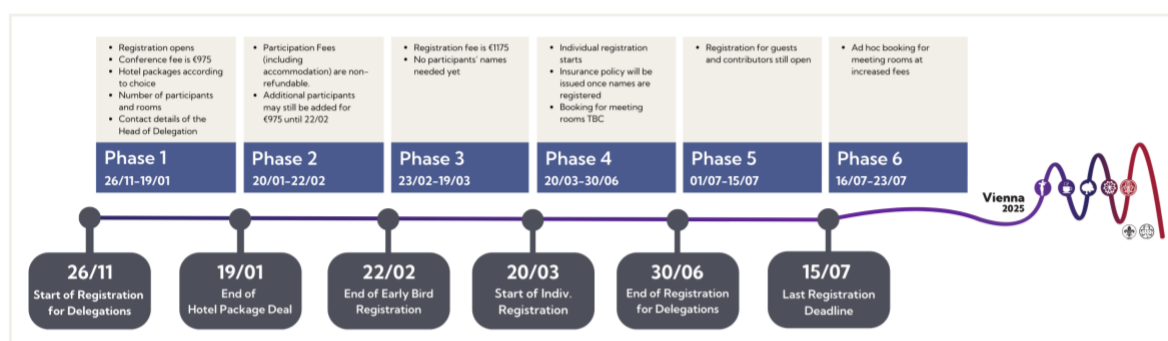 • Registration opens
• Conference fee is €975
• Hotel packages according
to choice
• Number of participants
and rooms
• Contact details of the
Head of Delegation
Phase 1
26/11-19/01
• Participation Fees
(including
accommodation) are non-
refundable.
• Additional participants
may still be added for
€975 until 22/02
Phase 2
20/01-22/02
• Registration fee is €1175
• No participants' names
needed yet
Phase 3
23/02-19/03
• Individual registration
starts
• Insurance policy will be
issued once names are
registered
• Booking for meeting
rooms TBC
Phase 4
20/03-30/06
• Registration for guests
and contributors still open
Phase 5
01/07-15/07
• Ad hoc booking for
meeting rooms at
increased fees
Phase 6
16/07-23/07
Vienna
2025
26/11
Start of Registration
for Delegations
19/01
End of
Hotel Package Deal
22/02
End of Early Bird
Registration
20/03
Start of Indiv.
Registration
30/06
End of Registration
for Delegations
15/07
Last Registration
Deadline